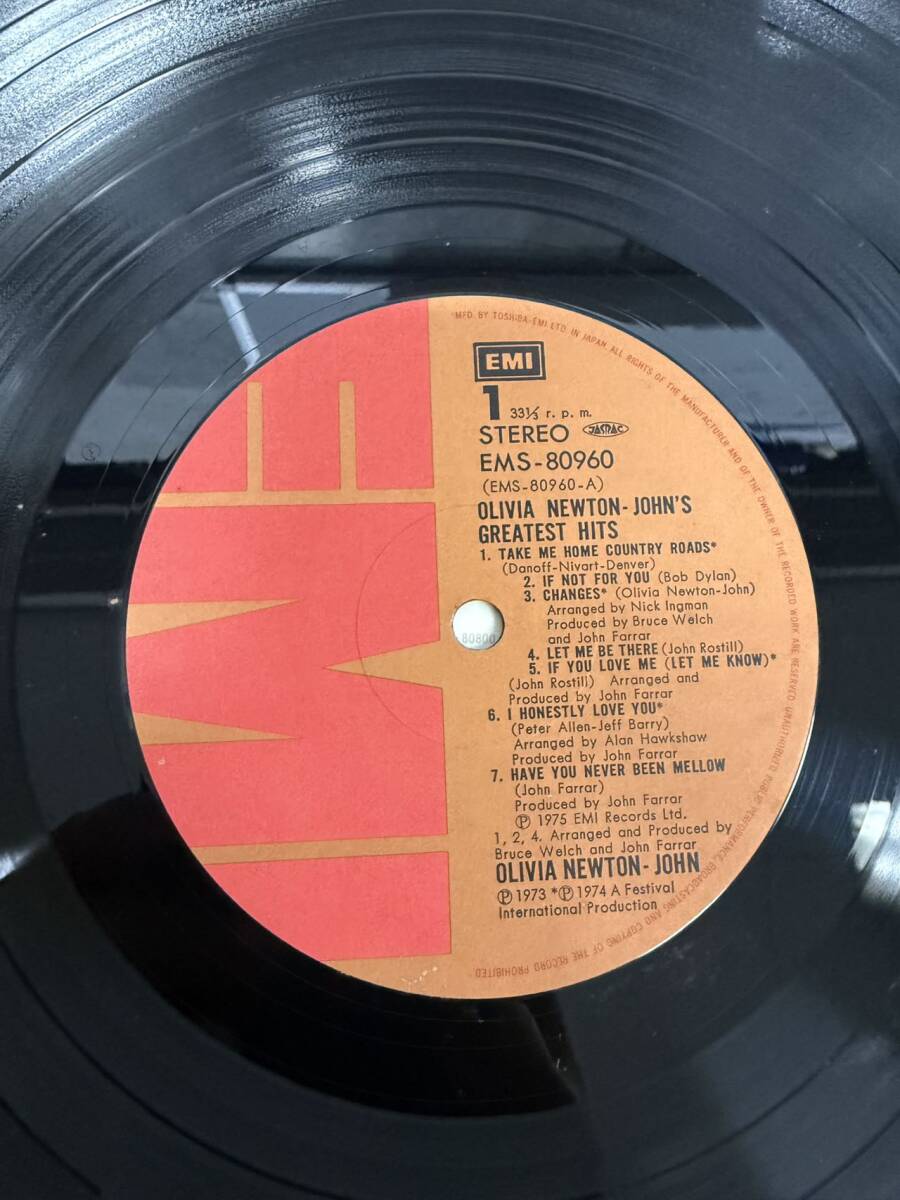 MFD. BY TOSHIBA-EMI LTD. IN JAPAN. ALL RIGHTS OF THE MANUFACTURER AND OF THE OWNER OF THE RECORDED WORK ARE RESERVED. UNAUTHORIZED PUBLIC PERFORMANCE, BROADCASTING AND COPYING OF THE RECORD PROHIBITED
EMI
EMI
1 33⅓ r. p. m.
STEREO JASRAC
EMS-80960
(EMS-80960-A)
OLIVIA NEWTON-JOHN'S
GREATEST HITS
1. TAKE ME HOME COUNTRY ROADS*
(Danoff-Nivart-Denver)
2. IF NOT FOR YOU (Bob Dylan)
3. CHANGES* (Olivia Newton-John)
Arranged by Nick Ingman
Produced by Bruce Welch
and John Farrar
80800
4. LET ME BE THERE (John Rostill)
5. IF YOU LOVE ME (LET ME KNOW)*
(John Rostill) Arranged and
Produced by John Farrar
6. I HONESTLY LOVE YOU*
(Peter Allen-Jeff Barry)
Arranged by Alan Hawkshaw
Produced by John Farrar
7. HAVE YOU NEVER BEEN MELLOW
(John Farrar)
Produced by John Farrar
Ⓟ 1975 EMI Records Ltd.
1, 2, 4. Arranged and Produced by
Bruce Welch and John Farrar
OLIVIA NEWTON-JOHN
Ⓟ 1973 *Ⓟ 1974 A Festival
International Production